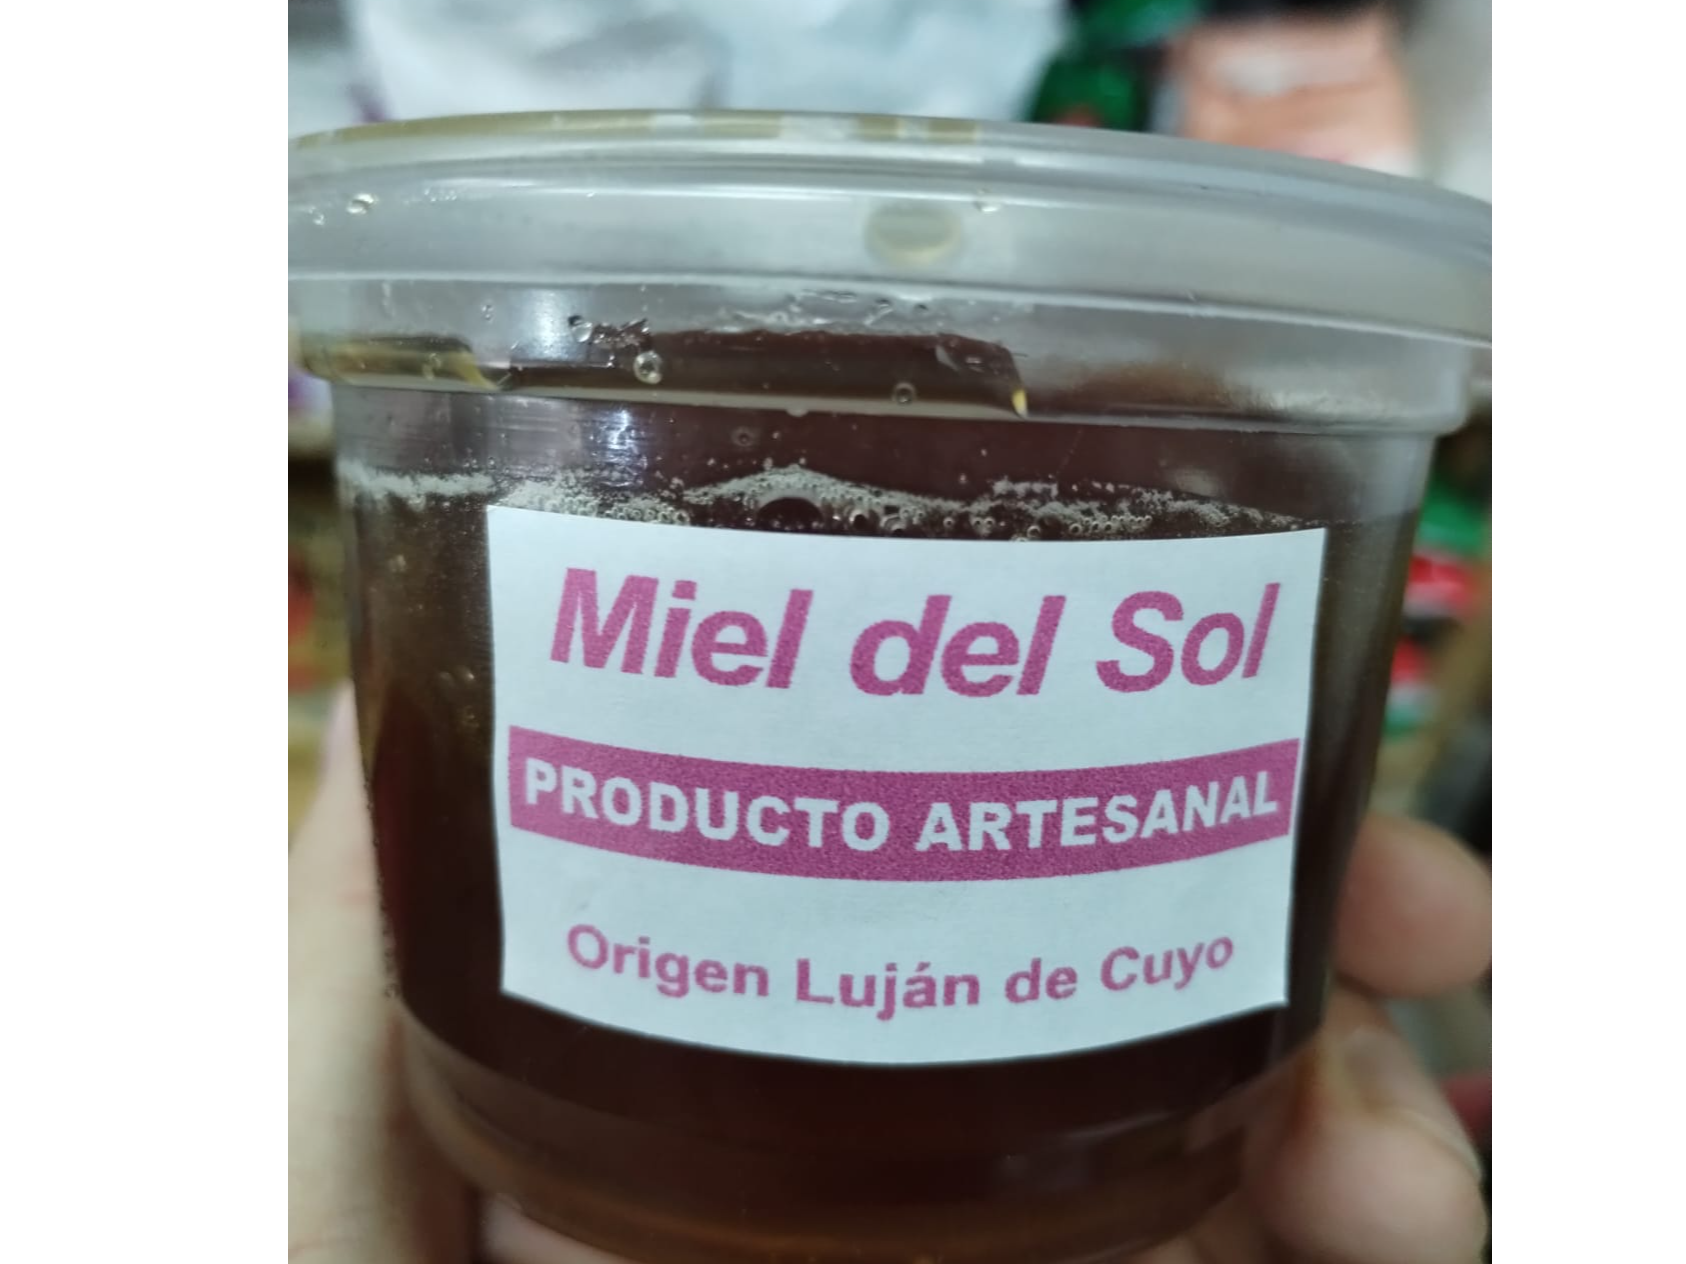 Miel del Sol
PRODUCTO ARTESANAL
Origen Luján de Cuyo